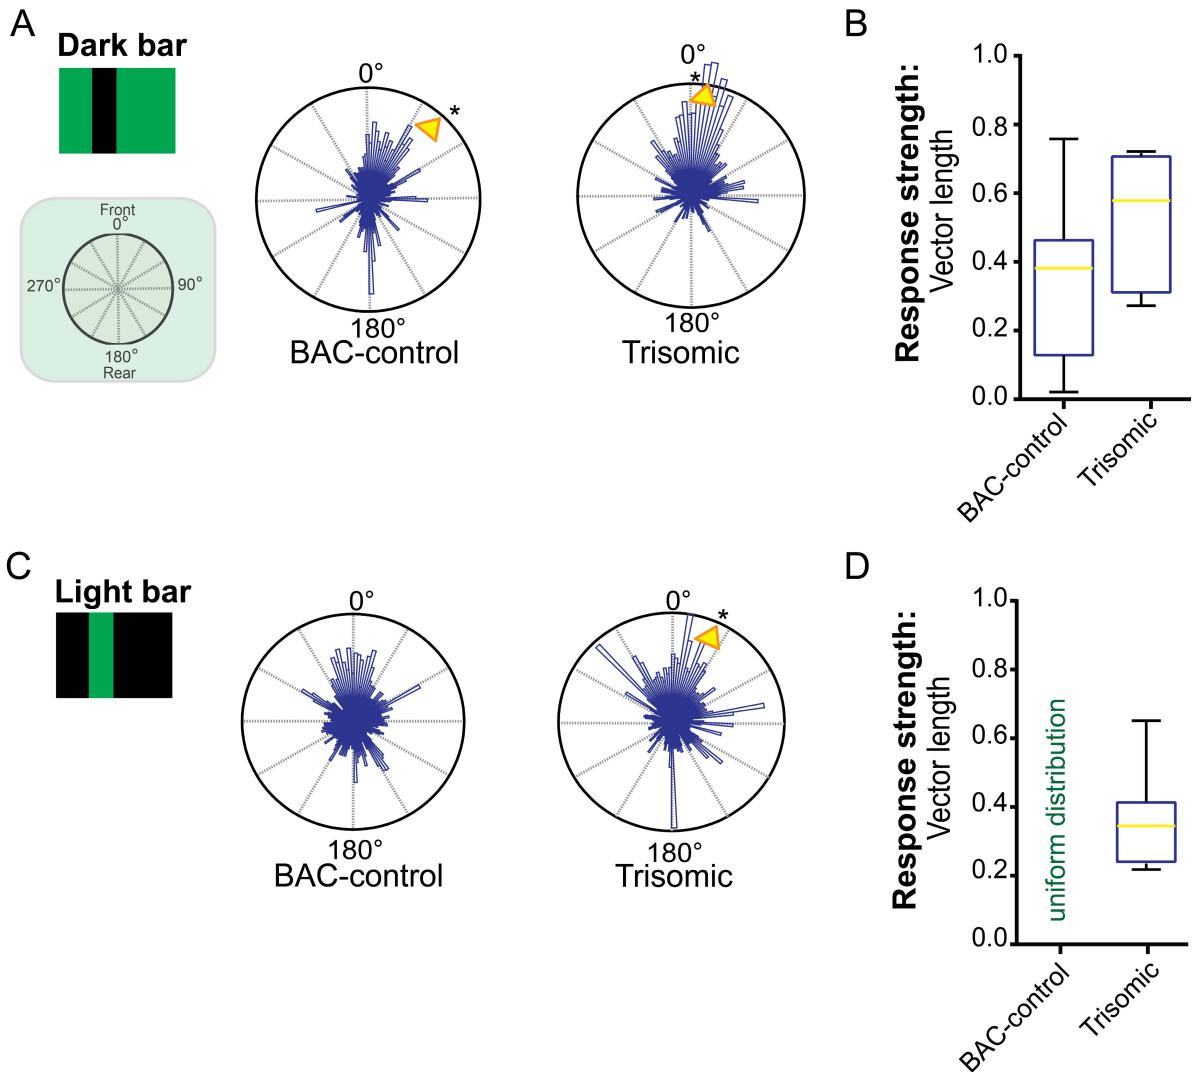 A
Dark bar
Front
0°
270°
90°
180°
Rear
0°
*
180°
BAC-control
0°
*
180°
Trisomic
B
Response strength:
Vector length
1.0
0.8
0.6
0.4
0.2
0.0
BAC-control
Trisomic
C
Light bar
0°
180°
BAC-control
0°
*
180°
Trisomic
D
Response strength:
Vector length
1.0
0.8
0.6
0.4
0.2
0.0
uniform distribution
BAC-control
Trisomic